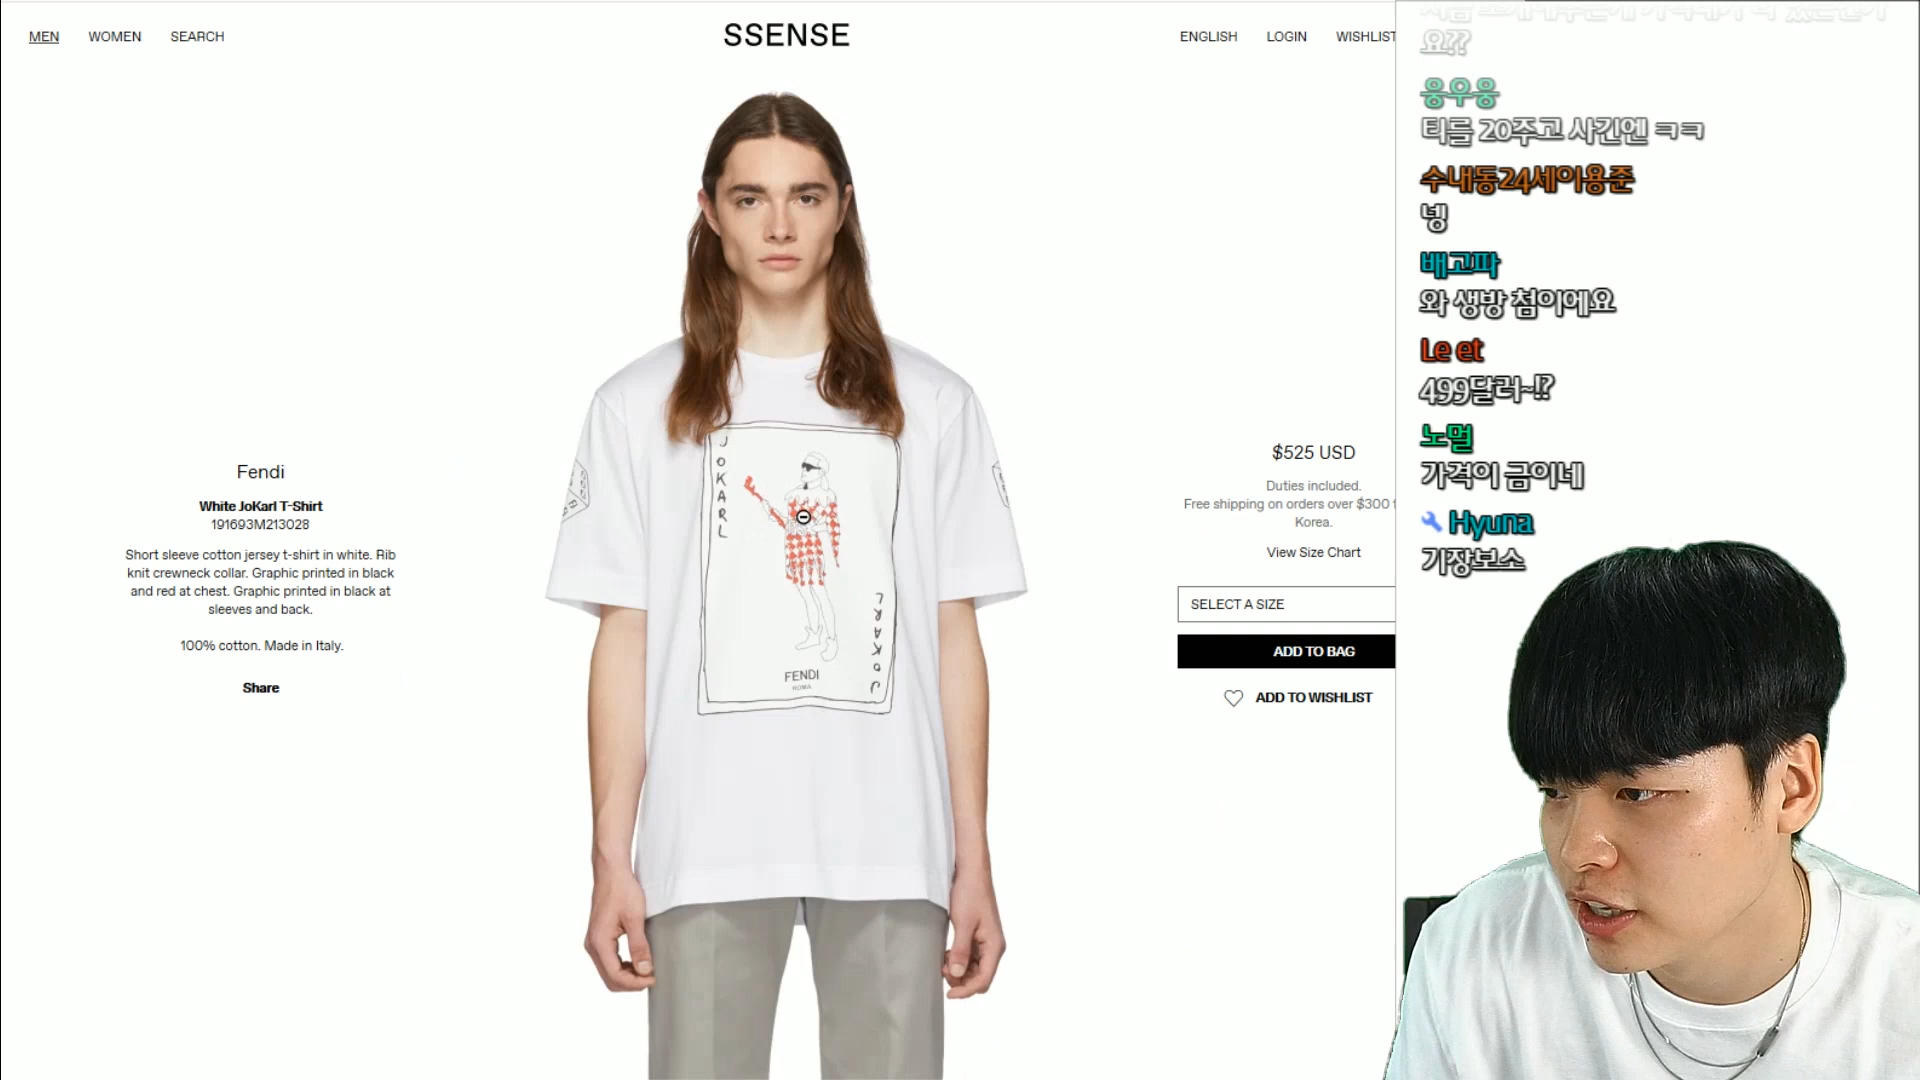 MEN
WOMEN
SEARCH
SSENSE
ENGLISH
LOGIN
WISHLIST
Fendi
White JoKarl T-Shirt
191693M213028
Short sleeve cotton jersey t-shirt in white. Rib
knit crewneck collar. Graphic printed in black
and red at chest. Graphic printed in black at
sleeves and back.
100% cotton. Made in Italy.
Share
JOKARL
JOKARL
FENDI
ROMA
$525 USD
Duties included.
Free shipping on orders over $300
Korea.
View Size Chart
SELECT A SIZE
ADD TO BAG
ADD TO WISHLIST
요??
웅우웅
티를 20주고 사긴엔 ㅋㅋ
수내동24세이용준
넹
배고파
와 생방 첨이에요
Le et
499달러~!?
노멀
가격이 금이네
Hyuna
기장보소